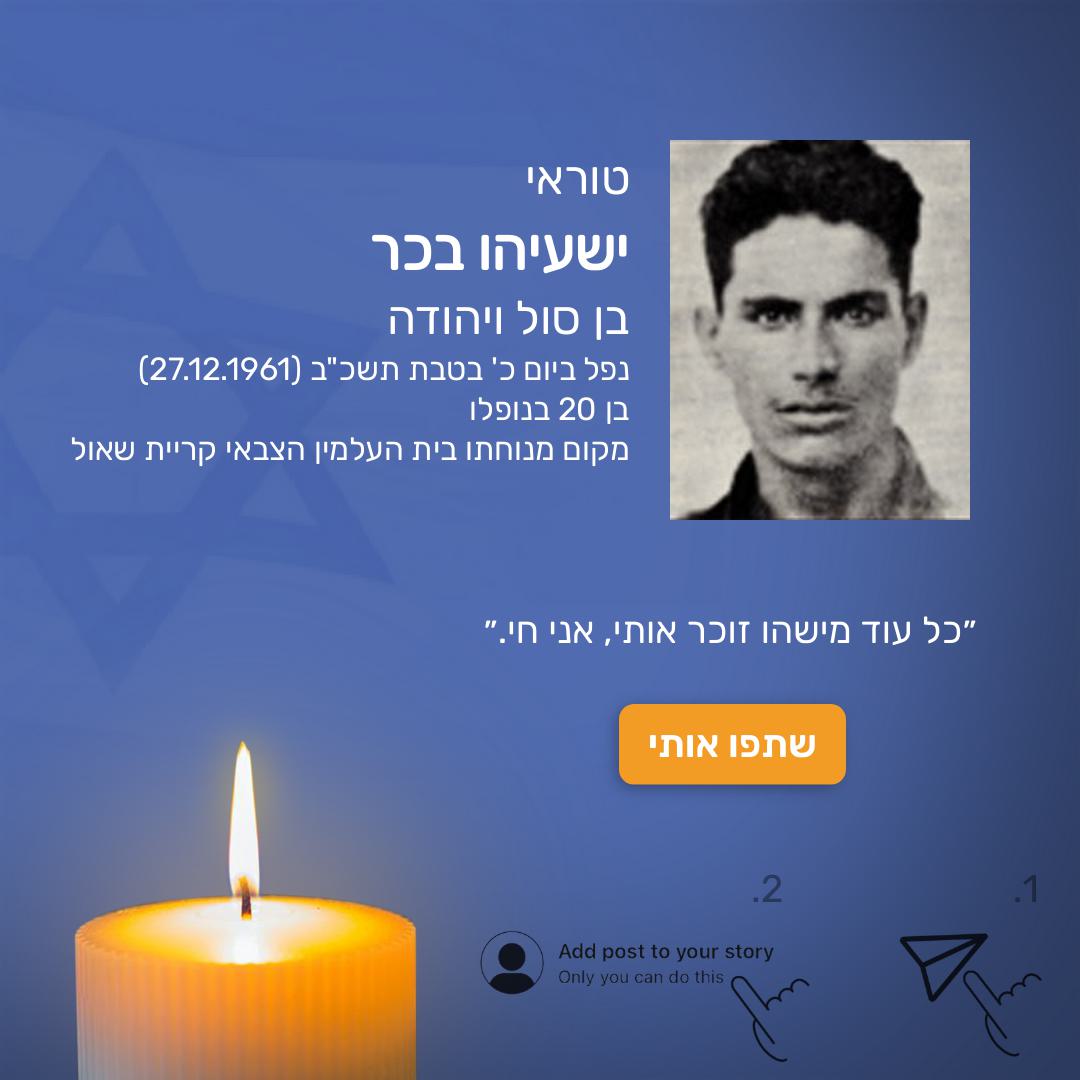 טוראי
ישעיהו בכר
בן סול ויהודה
נפל ביום כ' בטבת תשכ"ב (27.12.1961)
בן 20 בנופלו
מקום מנוחתו בית העלמין הצבאי קריית שאול
״כל עוד מישהו זוכר אותי, אני חי.״
שתפו אותי
.1
.2
Add post to your story
Only you can do this